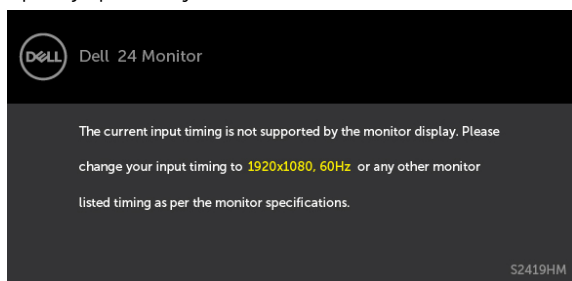 DELL
Dell 24 Monitor
The current input timing is not supported by the monitor display. Please
change your input timing to 1920x1080, 60Hz or any other monitor
listed timing as per the monitor specifications.
S2419HM